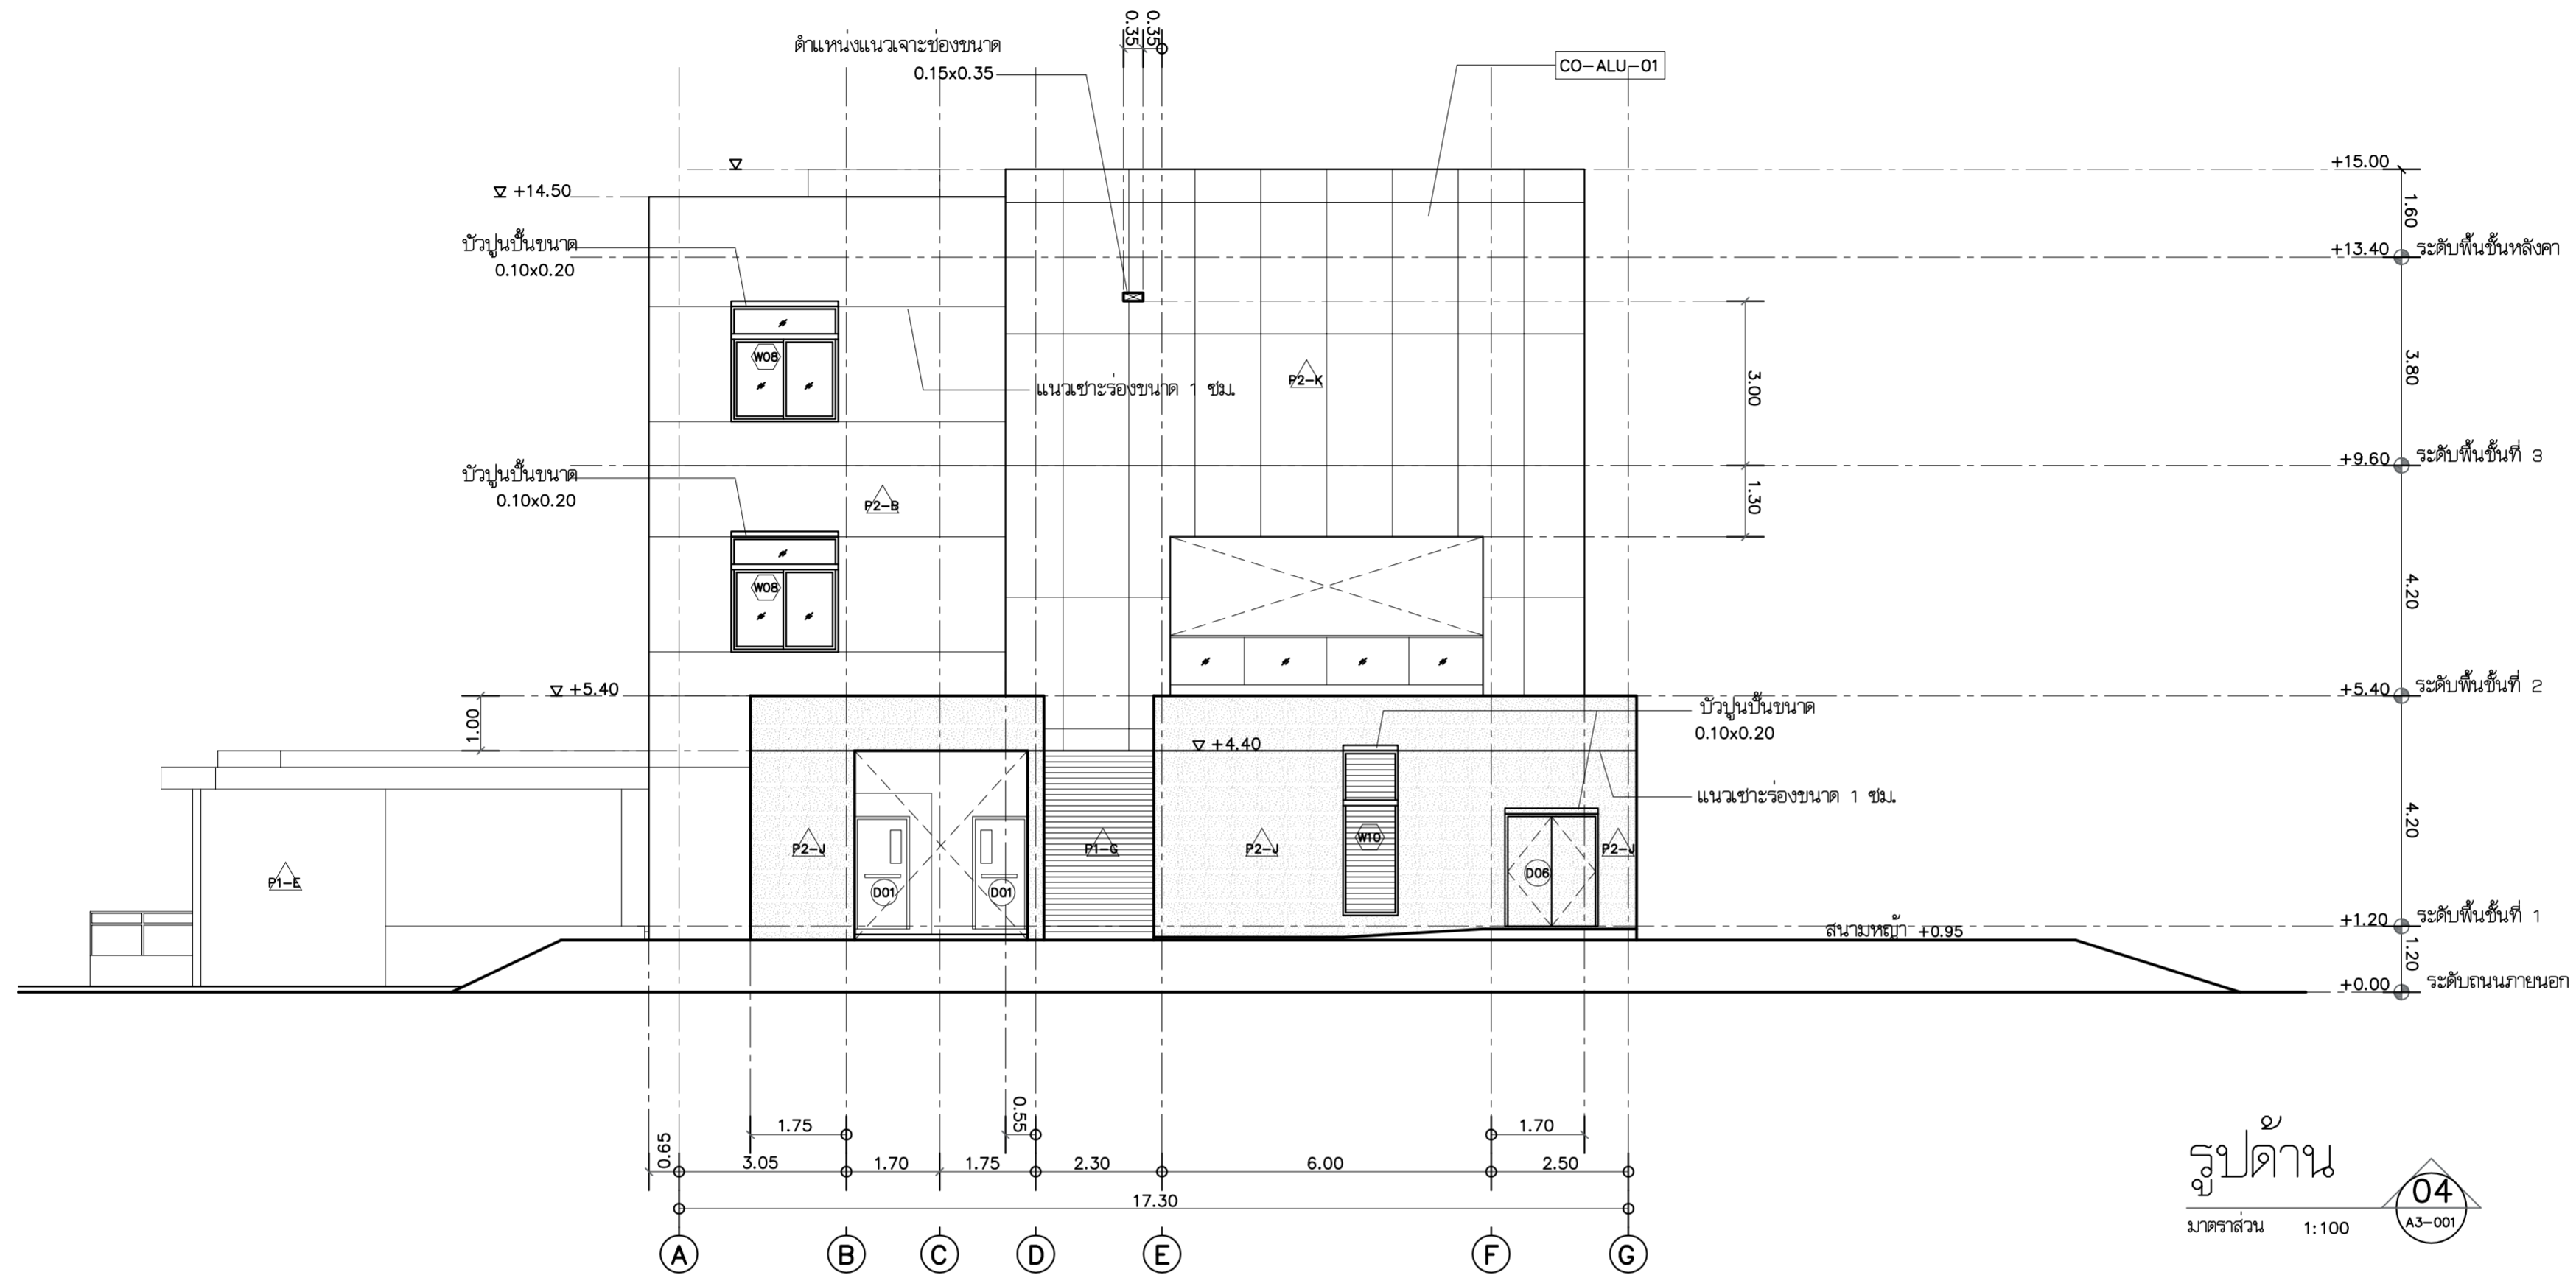 0.35
0.35
ตำแหน่งแนวเจาะช่องขนาด
0.15x0.35
CO-ALU-01
+15.00
+14.50
1.60
บัวปูนปั้นขนาด
0.10x0.20
+13.40 ระดับพื้นชั้นหลังคา
W08
แนวเซาะร่องขนาด 1 ซม.
P2-K
3.00
3.80
บัวปูนปั้นขนาด
0.10x0.20
P2-B
+9.60 ระดับพื้นชั้นที่ 3
1.30
W08
4.20
+5.40
1.00
+5.40 ระดับพื้นชั้นที่ 2
บัวปูนปั้นขนาด
0.10x0.20
+4.40
แนวเซาะร่องขนาด 1 ซม.
4.20
P1-E
P2-J
D01
D01
P1-G
P2-J
W10
D06
P2-J
สนามหญ้า +0.95
+1.20 ระดับพื้นชั้นที่ 1
1.20
+0.00 ระดับถนนภายนอก
1.75
0.55
1.70
0.65
3.05
1.70
1.75
2.30
6.00
2.50
17.30
A
B
C
D
E
F
G
รูปด้าน
มาตราส่วน 1:100
04
A3-001